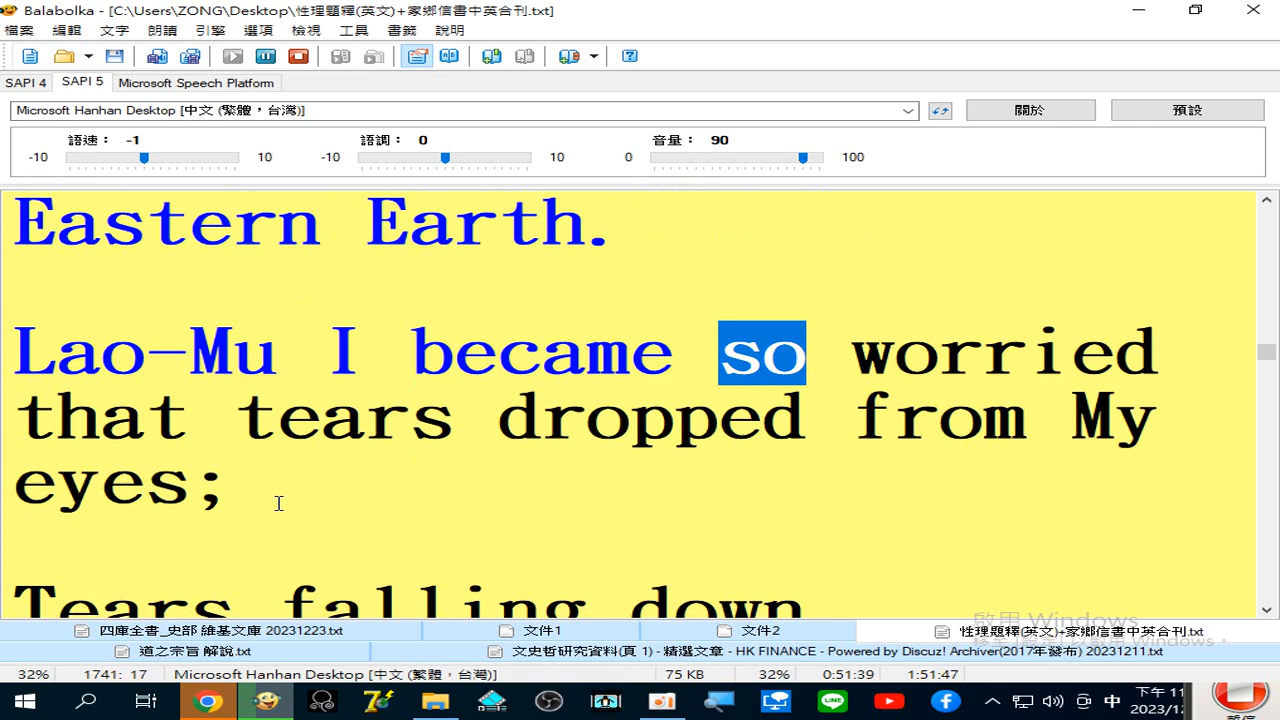 Balabolka - [C:\Users\ZONG\Desktop\性理題釋(英文)+家鄉信書中英合刊.txt]
檔案 編輯 文字 朗讀 引擎 選項 檢視 工具 書籤 說明
SAPI 4 SAPI 5 Microsoft Speech Platform
Microsoft Hanhan Desktop [中文 (繁體，台灣)] 關於 預設
語速： -1 語調： 0 音量： 90
-10 10 -10 10 0 100
Eastern Earth.
Lao-Mu I became so worried
that tears dropped from My
eyes;
Tears falling down
啟用 Windows
四庫全書_史部 維基文庫 20231223.txt 文件1 文件2 性理題釋(英文)+家鄉信書中英合刊.txt
道之宗旨 解說.txt 文史哲研究資料(頁 1) - 精選文章 - HK FINANCE - Powered by Discuz! Archiver(2017年發布) 20231211.txt
32% 1741: 17 Microsoft Hanhan Desktop [中文 (繁體，台灣)] 75 KB 32% 0:51:39 1:51:47
中 下午 11
2023/12